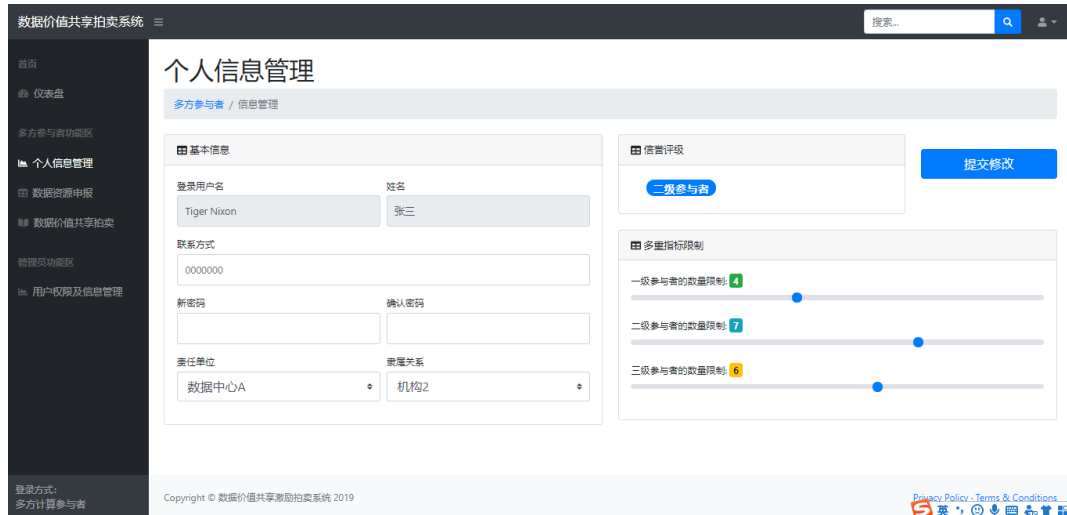 数据价值共享拍卖系统
搜索...
首页
仪表盘
多方参与者功能区
个人信息管理
数据资源申报
数据价值共享拍卖
管理员功能区
用户权限及信息管理
登录方式:
多方计算参与者
个人信息管理
多方参与者 / 信息管理
基本信息
登录用户名 姓名
Tiger Nixon 张三
联系方式
0000000
新密码 确认密码
责任单位 隶属关系
数据中心A 机构2
信誉评级
二级参与者
提交修改
多重指标限制
一级参与者的数量限制: 4
二级参与者的数量限制: 7
三级参与者的数量限制: 6
Copyright © 数据价值共享激励拍卖系统 2019
Privacy Policy · Terms & Conditions
英